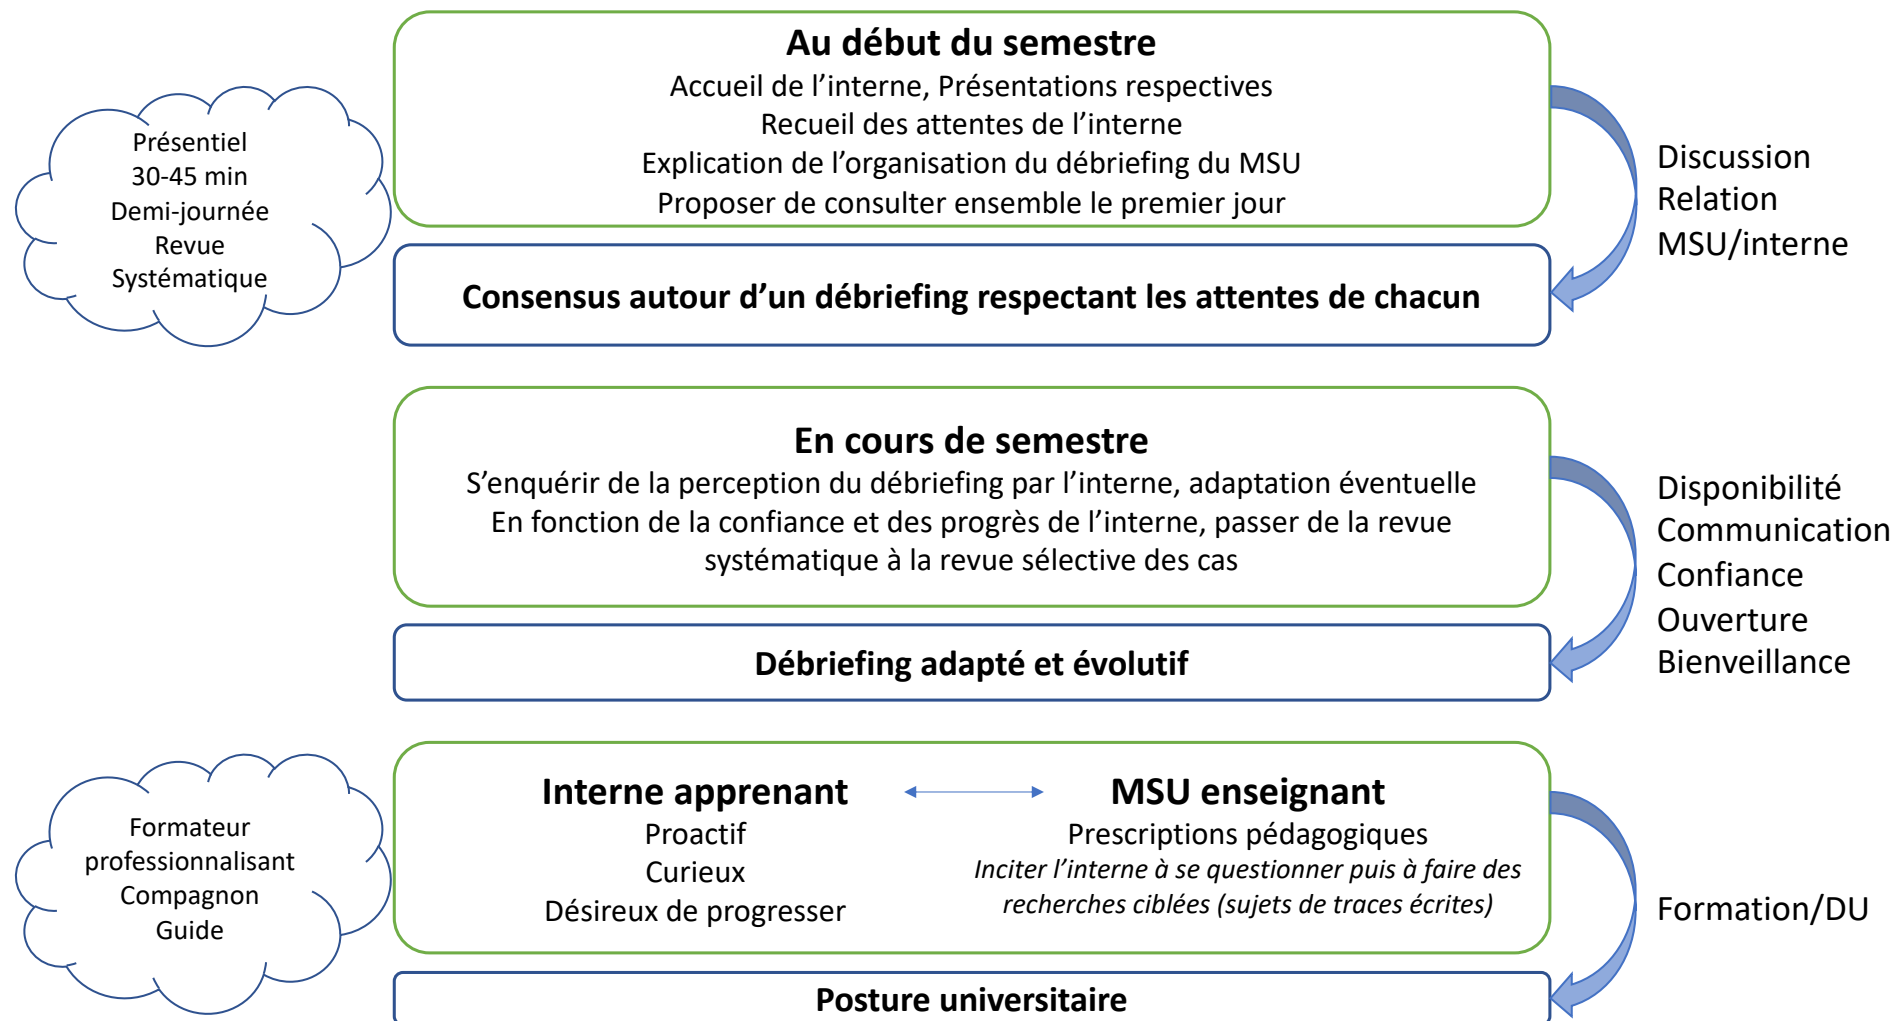 Au début du semestre
Accueil de l’interne, Présentations respectives
Recueil des attentes de l’interne
Explication de l’organisation du débriefing du MSU
Proposer de consulter ensemble le premier jour
Présentiel
30-45 min
Demi-journée
Revue
Systématique
Discussion
Relation
MSU/interne
Consensus autour d’un débriefing respectant les attentes de chacun
En cours de semestre
S’enquérir de la perception du débriefing par l’interne, adaptation éventuelle
En fonction de la confiance et des progrès de l’interne, passer de la revue
systématique à la revue sélective des cas
Disponibilité
Communication
Confiance
Ouverture
Bienveillance
Débriefing adapté et évolutif
Formateur
professionnalisant
Compagnon
Guide
Interne apprenant
Proactif
Curieux
Désireux de progresser
MSU enseignant
Prescriptions pédagogiques
Inciter l’interne à se questionner puis à faire des
recherches ciblées (sujets de traces écrites)
Formation/DU
Posture universitaire